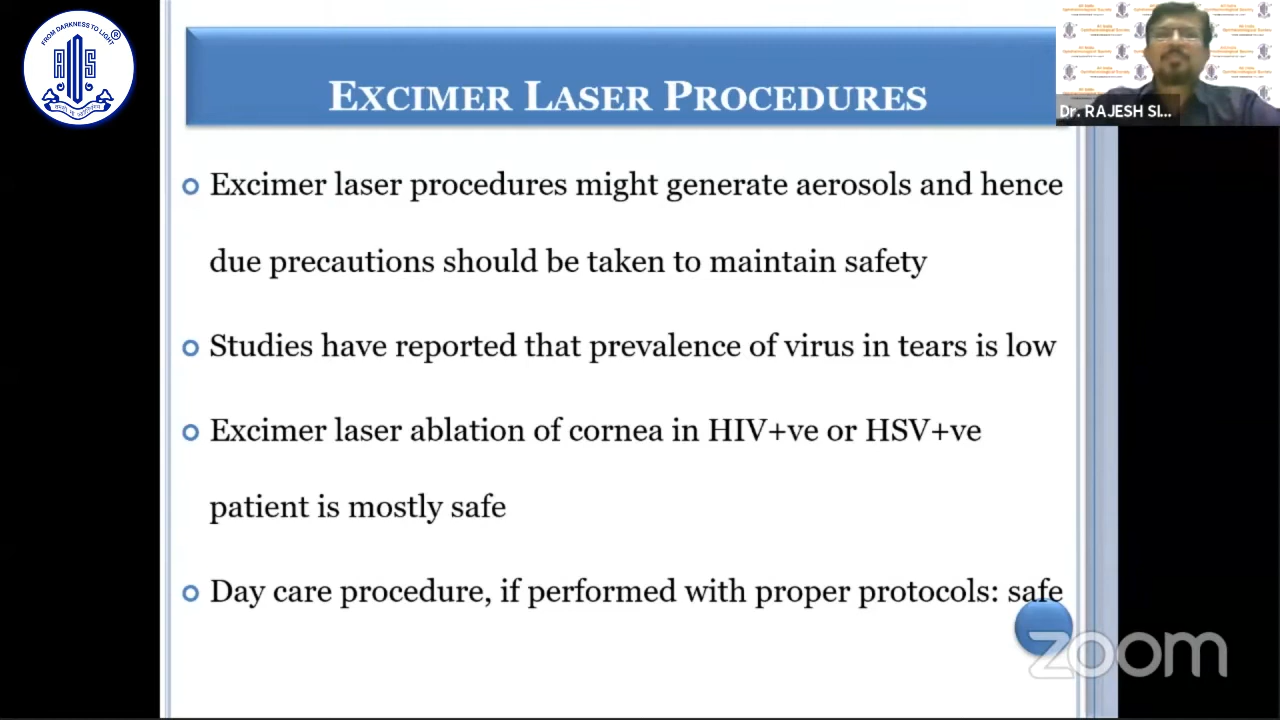 FROM DARKNESS TO LIGHT
®
AIOS
EXCIMER LASER PROCEDURES
Excimer laser procedures might generate aerosols and hence
due precautions should be taken to maintain safety
Studies have reported that prevalence of virus in tears is low
Excimer laser ablation of cornea in HIV+ve or HSV+ve
patient is mostly safe
Day care procedure, if performed with proper protocols: safe
Dr. RAJESH SI...
zoom